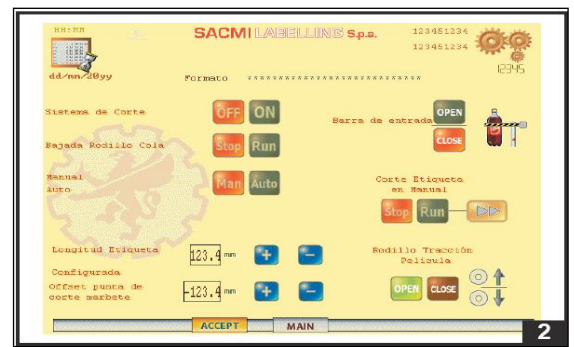 HH:MM
SACMI LABELLING S.p.a.
123451234
123451234
12345
dd/mm/20yy
Formato ****************************
Sistema de Corte
OFF ON
Barra de entrada
OPEN
CLOSE
Bajada Rodillo Cola
Stop Run
Manual
Auto
Man Auto
Corte Etiqueta
en Manual
Stop Run
Longitud Etiqueta
123.4 mm + −
Configurada
Rodillo Tracción
Pelicula
Offset punta de
corte marbete
-123.4 mm + −
OPEN CLOSE
ACCEPT MAIN
2